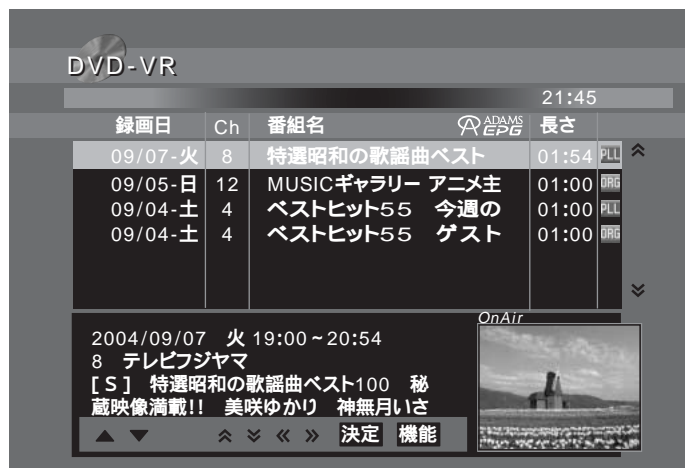 DVD-VR
21:45
録画日 Ch 番組名 ADAMS EPG 長さ
09/07-火 8 特選昭和の歌謡曲ベスト 01:54 PLL
09/05-日 12 MUSICギャラリー アニメ主 01:00 ORG
09/04-土 4 ベストヒット55 今週の 01:00 PLL
09/04-土 4 ベストヒット55 ゲスト 01:00 ORG
OnAir
2004/09/07 火 19:00~20:54
8 テレビフジヤマ
[S] 特選昭和の歌謡曲ベスト100 秘
蔵映像満載!! 美咲ゆかり 神無月いさ
決定 機能